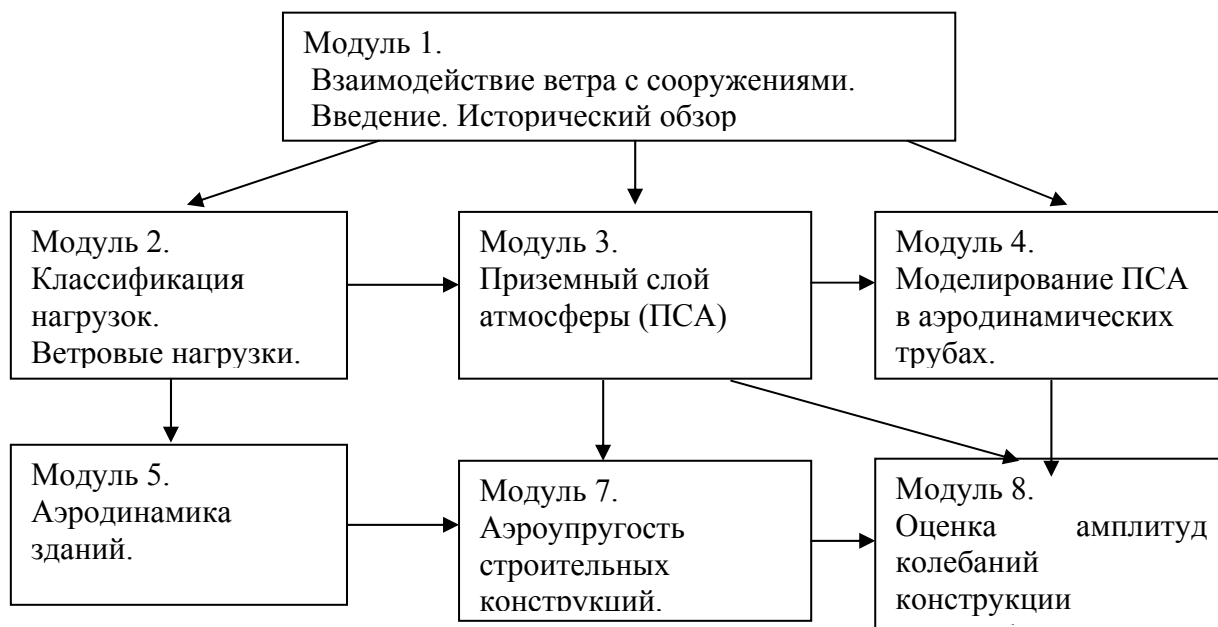 Модуль 1.
Взаимодействие ветра с сооружениями.
Введение. Исторический обзор
Модуль 2.
Классификация
нагрузок.
Ветровые нагрузки.
Модуль 3.
Приземный слой
атмосферы (ПСА)
Модуль 4.
Моделирование ПСА
в аэродинамических
трубах.
Модуль 5.
Аэродинамика
зданий.
Модуль 7.
Аэроупругость
строительных
конструкций.
Модуль 8.
Оценка амплитуд
колебаний
конструкции